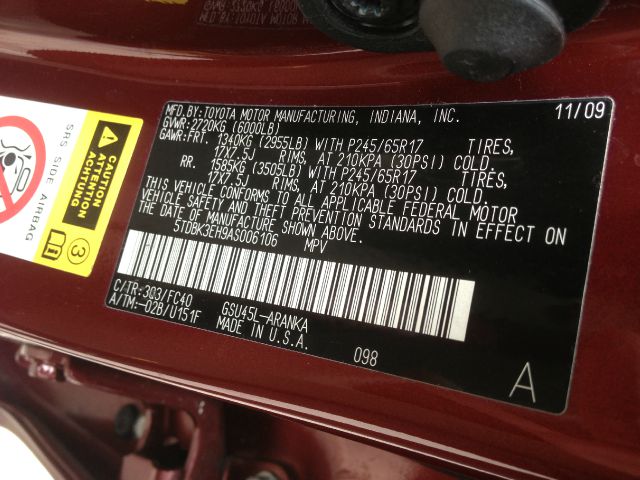 MFD.BY:TOYOTA MOTOR MANUFACTURING, INDIANA, INC. 11/09
GVWR:2720KG (6000LB)
GAWR:FRT. 1340KG (2955LB) WITH P245/65R17 TIRES,
17X7.5J RIMS, AT 210KPA (30PSI) COLD.
RR. 1585KG (3505LB) WITH P245/65R17 TIRES,
17X7.5J RIMS, AT 210KPA (30PSI) COLD.
THIS VEHICLE CONFORMS TO ALL APPLICABLE FEDERAL MOTOR
VEHICLE SAFETY AND THEFT PREVENTION STANDARDS IN EFFECT ON
THE DATE OF MANUFACTURE SHOWN ABOVE.
5TDBK3EH9AS006106 MPV
C/TR:3Q3/FC40
A/TM:-02B/U151F
GSU45L-ARANKA
MADE IN U.S.A.
098
A
CAUTION
ATTENTION
ACHTUNG
SRS SIDE AIRBAG
3